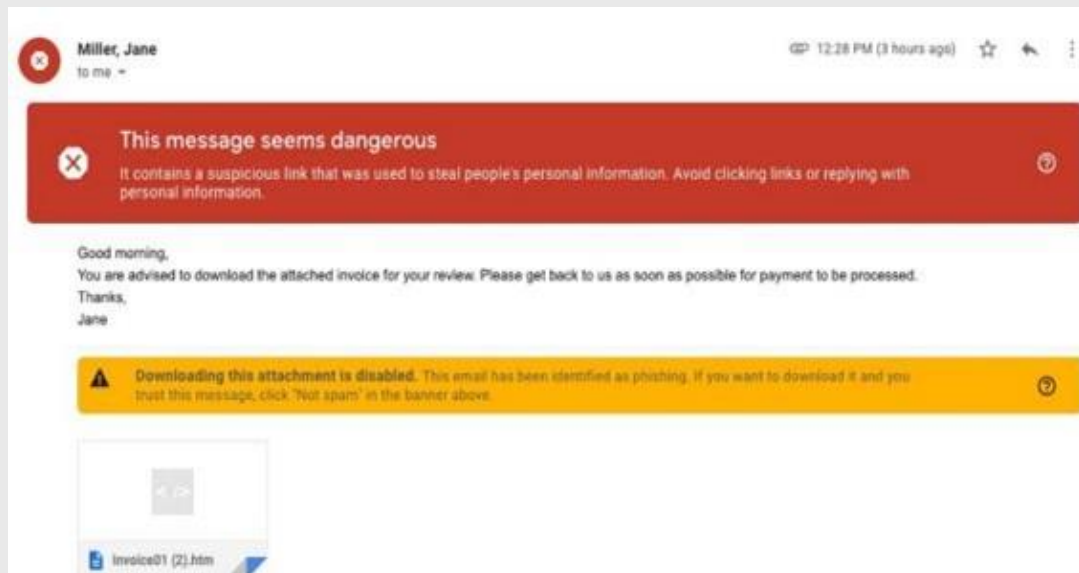 Miller, Jane
12:28 PM (3 hours ago)
to me
This message seems dangerous
It contains a suspicious link that was used to steal people's personal information. Avoid clicking links or replying with
personal information.
Good morning,
You are advised to download the attached invoice for your review. Please get back to us as soon as possible for payment to be processed.
Thanks,
Jane
Downloading this attachment is disabled. This email has been identified as phishing. If you want to download it and you
trust this message, click "Not spam" in the banner above.
Invoice01 (2).htm